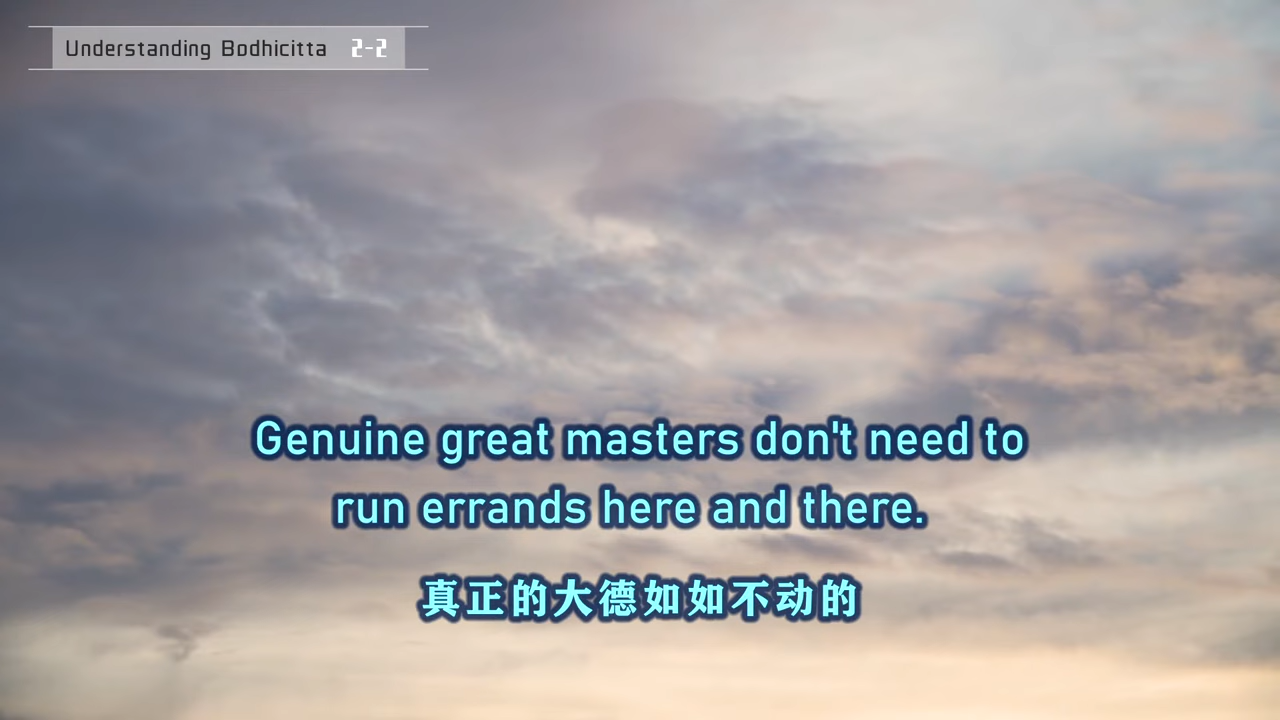 Understanding Bodhicitta 2-2
Genuine great masters don't need to
run errands here and there.
真正的大德如如不动的